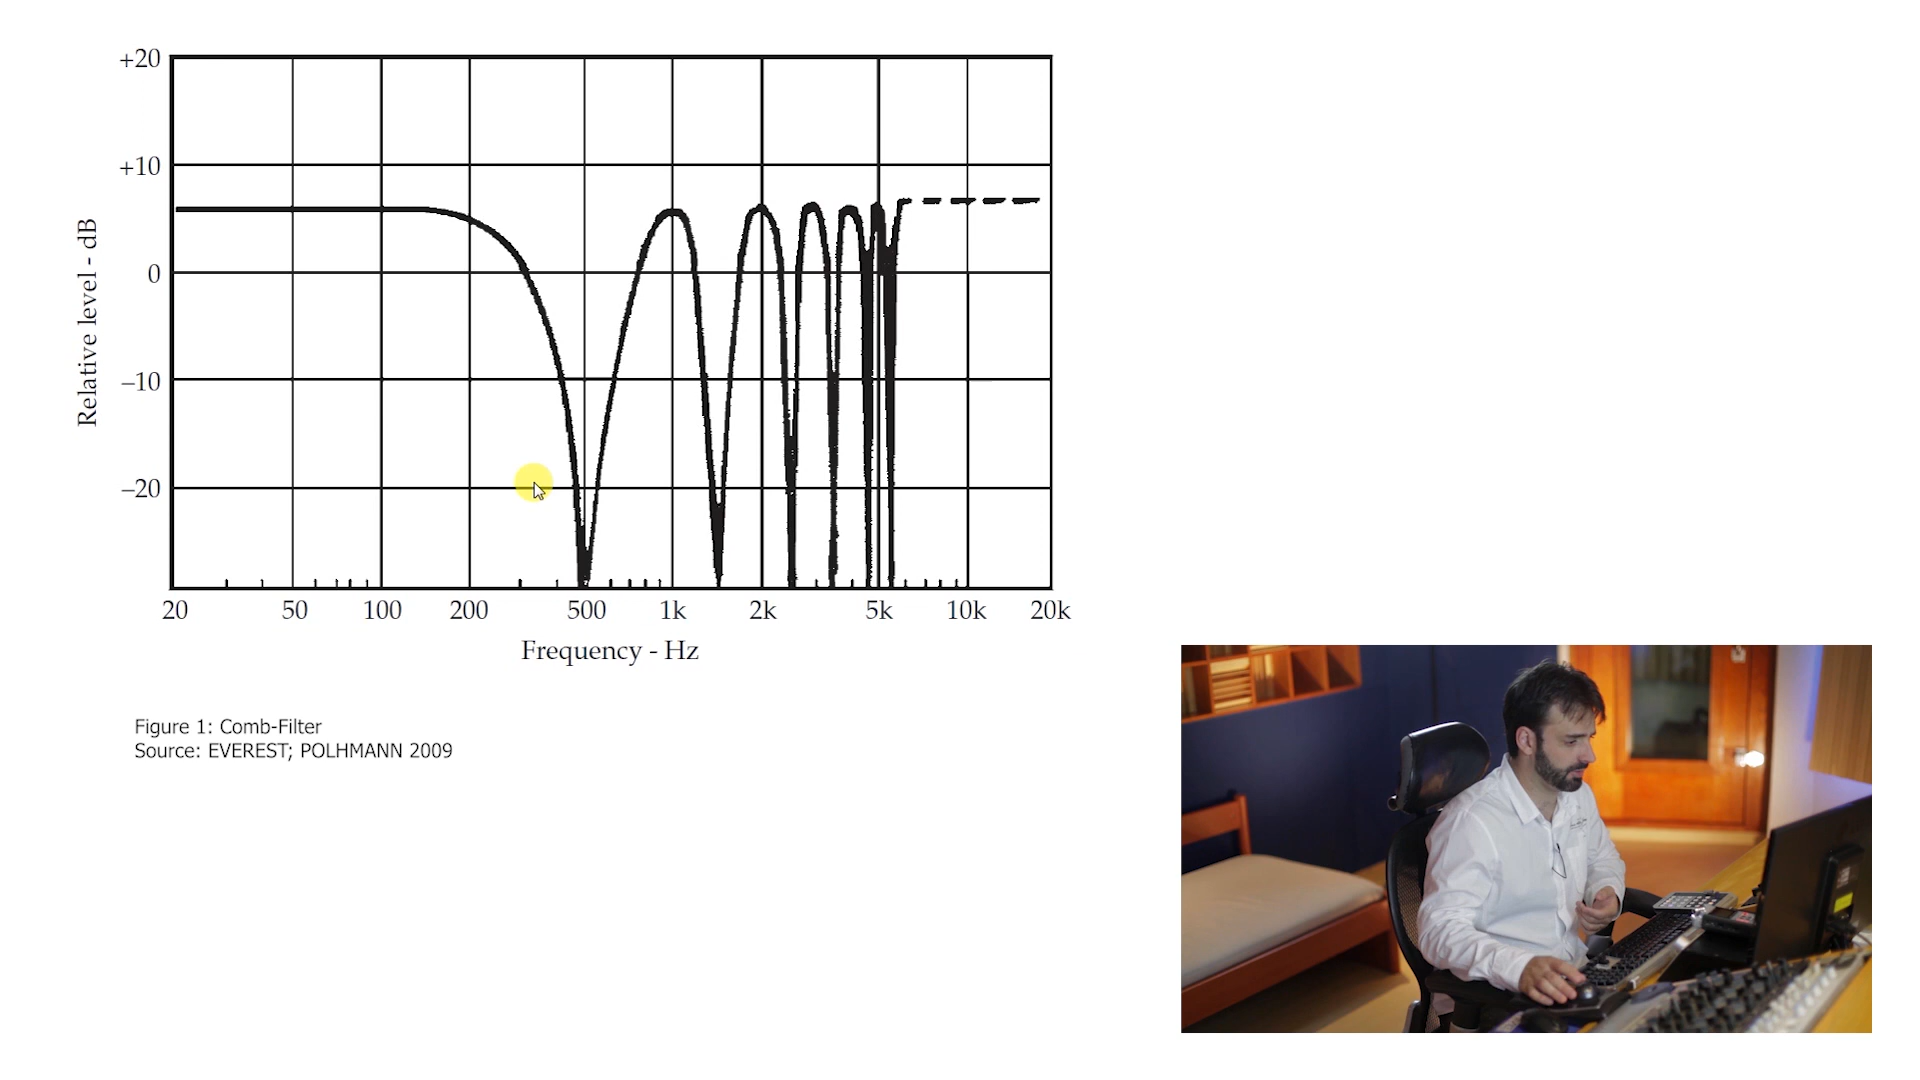 +20
+10
0
–10
–20
Relative level - dB
20 50 100 200 500 1k 2k 5k 10k 20k
Frequency - Hz
Figure 1: Comb-Filter
Source: EVEREST; POLHMANN 2009